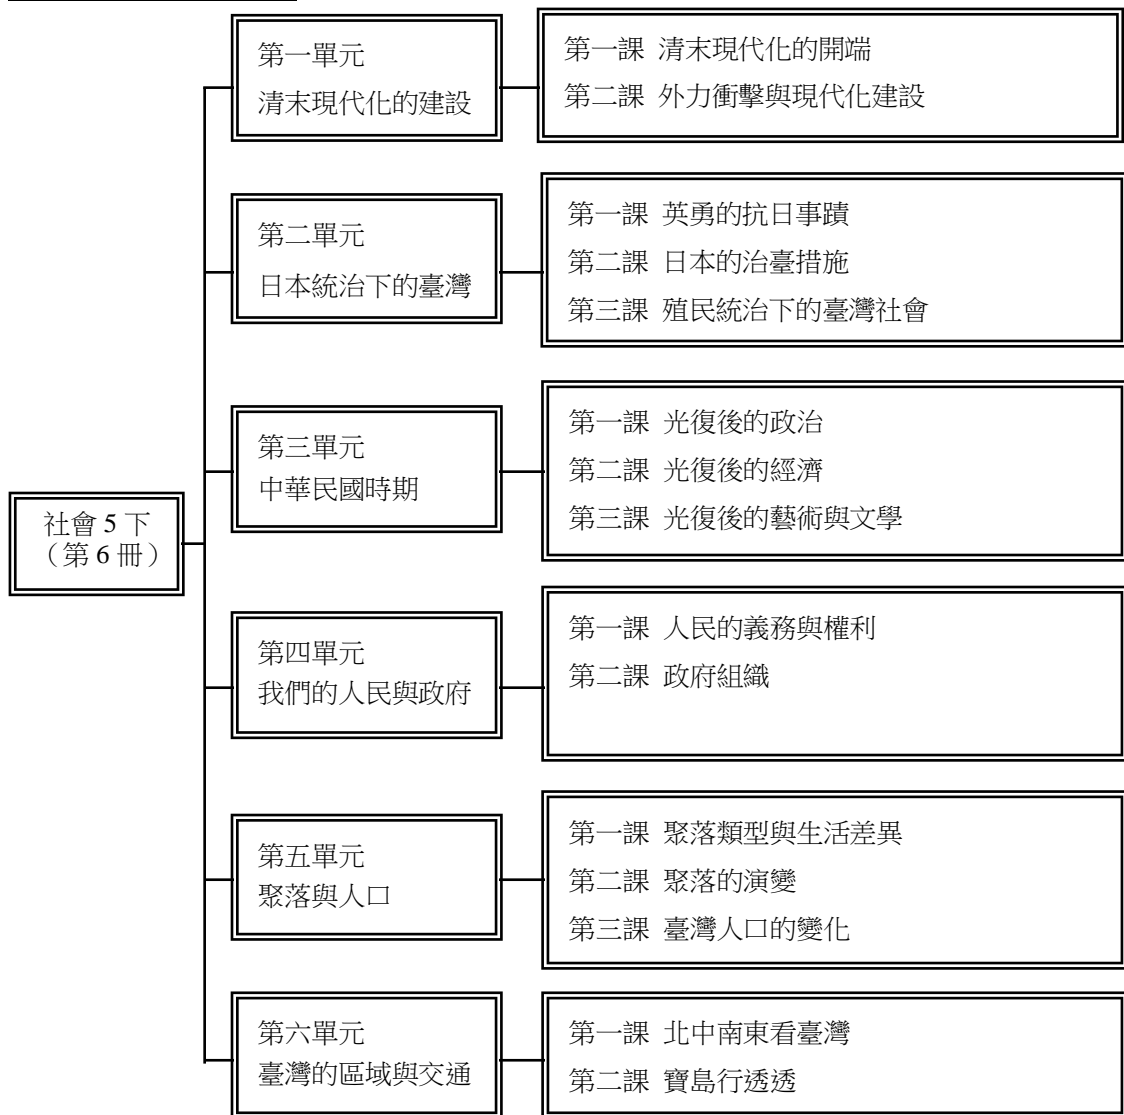 第一單元
清末現代化的建設
第一課 清末現代化的開端
第二課 外力衝擊與現代化建設
第二單元
日本統治下的臺灣
第一課 英勇的抗日事蹟
第二課 日本的治臺措施
第三課 殖民統治下的臺灣社會
第三單元
中華民國時期
第一課 光復後的政治
第二課 光復後的經濟
第三課 光復後的藝術與文學
社會 5 下
（第 6 冊）
第四單元
我們的人民與政府
第一課 人民的義務與權利
第二課 政府組織
第五單元
聚落與人口
第一課 聚落類型與生活差異
第二課 聚落的演變
第三課 臺灣人口的變化
第六單元
臺灣的區域與交通
第一課 北中南東看臺灣
第二課 寶島行透透